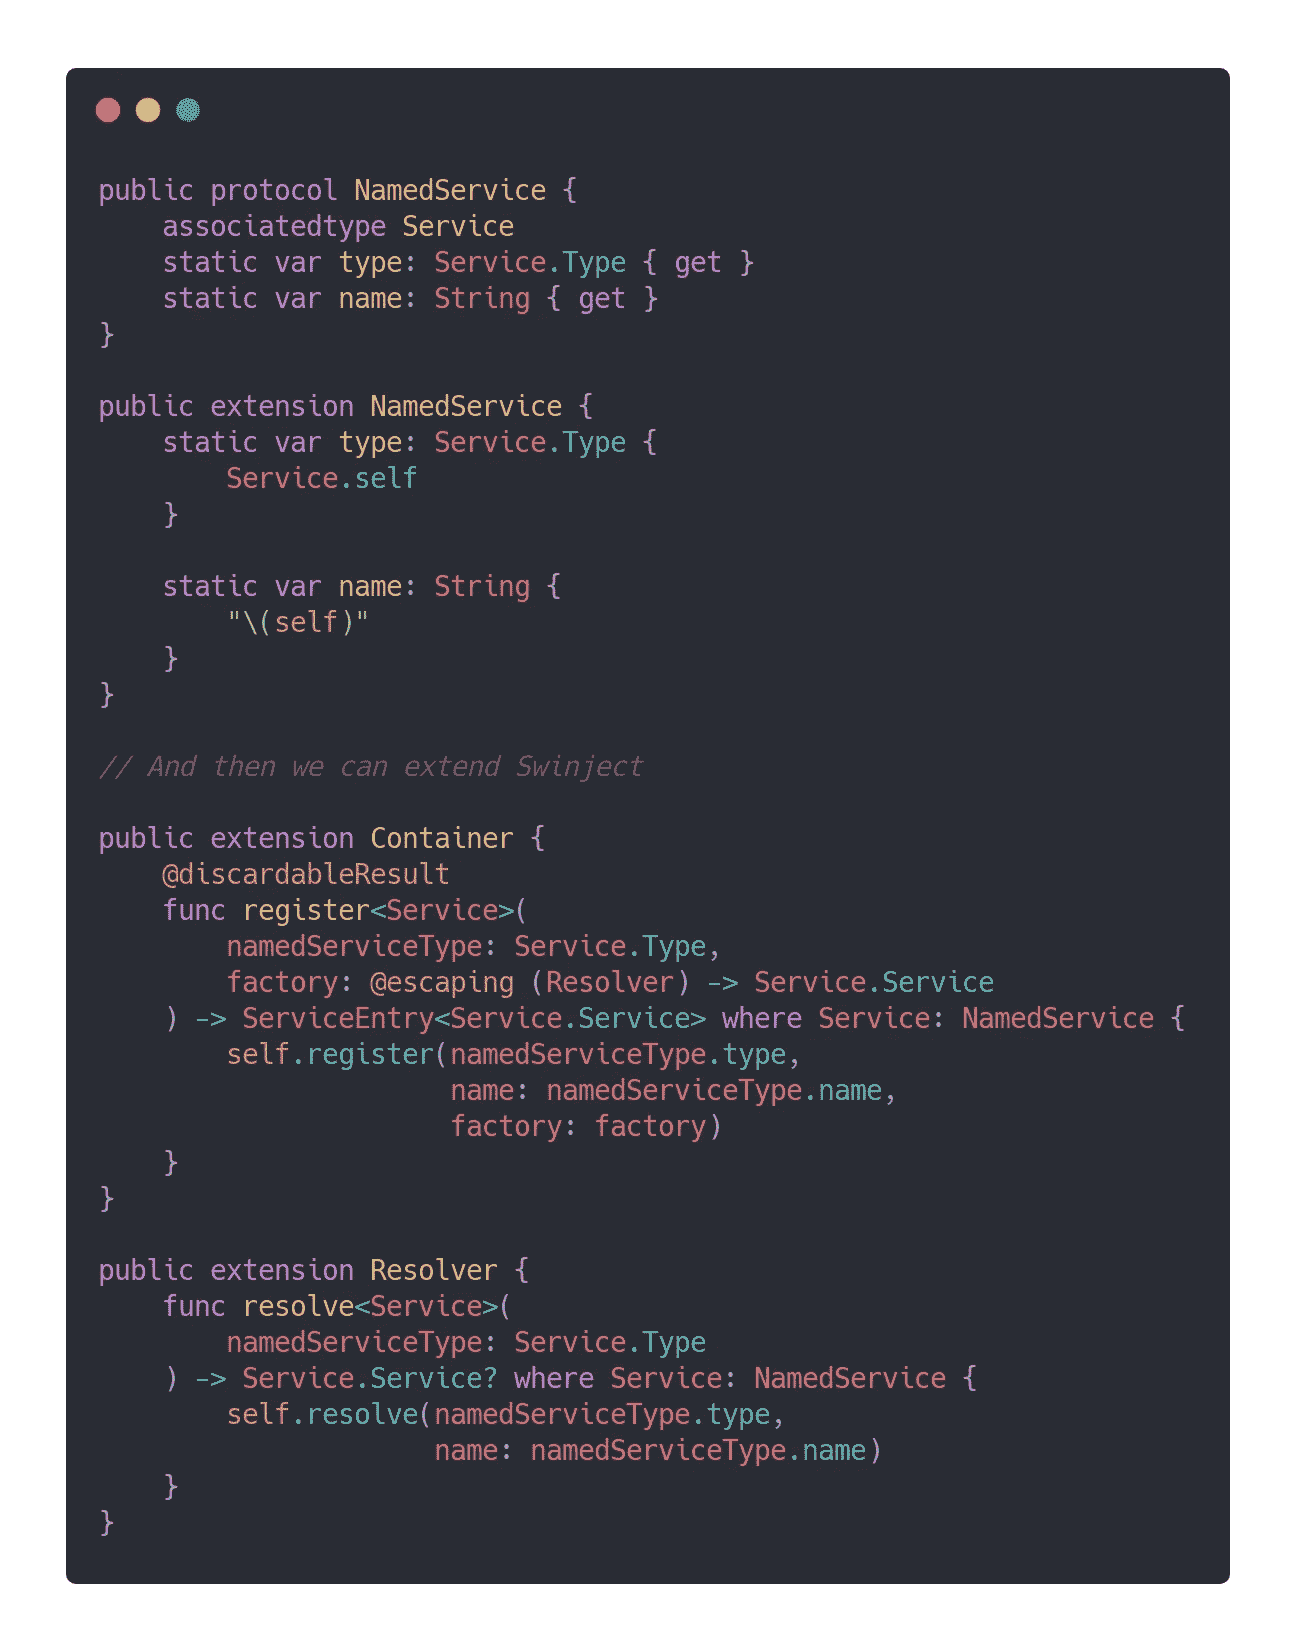 public protocol NamedService {
    associatedtype Service
    static var type: Service.Type { get }
    static var name: String { get }
}

public extension NamedService {
    static var type: Service.Type {
        Service.self
    }

    static var name: String {
        "\(self)"
    }
}

// And then we can extend Swinject

public extension Container {
    @discardableResult
    func register<Service>(
        namedServiceType: Service.Type,
        factory: @escaping (Resolver) -> Service.Service
    ) -> ServiceEntry<Service.Service> where Service: NamedService {
        self.register(namedServiceType.type,
                      name: namedServiceType.name,
                      factory: factory)
    }
}

public extension Resolver {
    func resolve<Service>(
        namedServiceType: Service.Type
    ) -> Service.Service? where Service: NamedService {
        self.resolve(namedServiceType.type,
                     name: namedServiceType.name)
    }
}